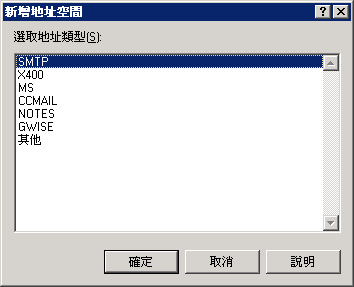 新增地址空間
選取地址類型(S):
SMTP
X400
MS
CCMAIL
NOTES
GWISE
其他
確定 取消 說明